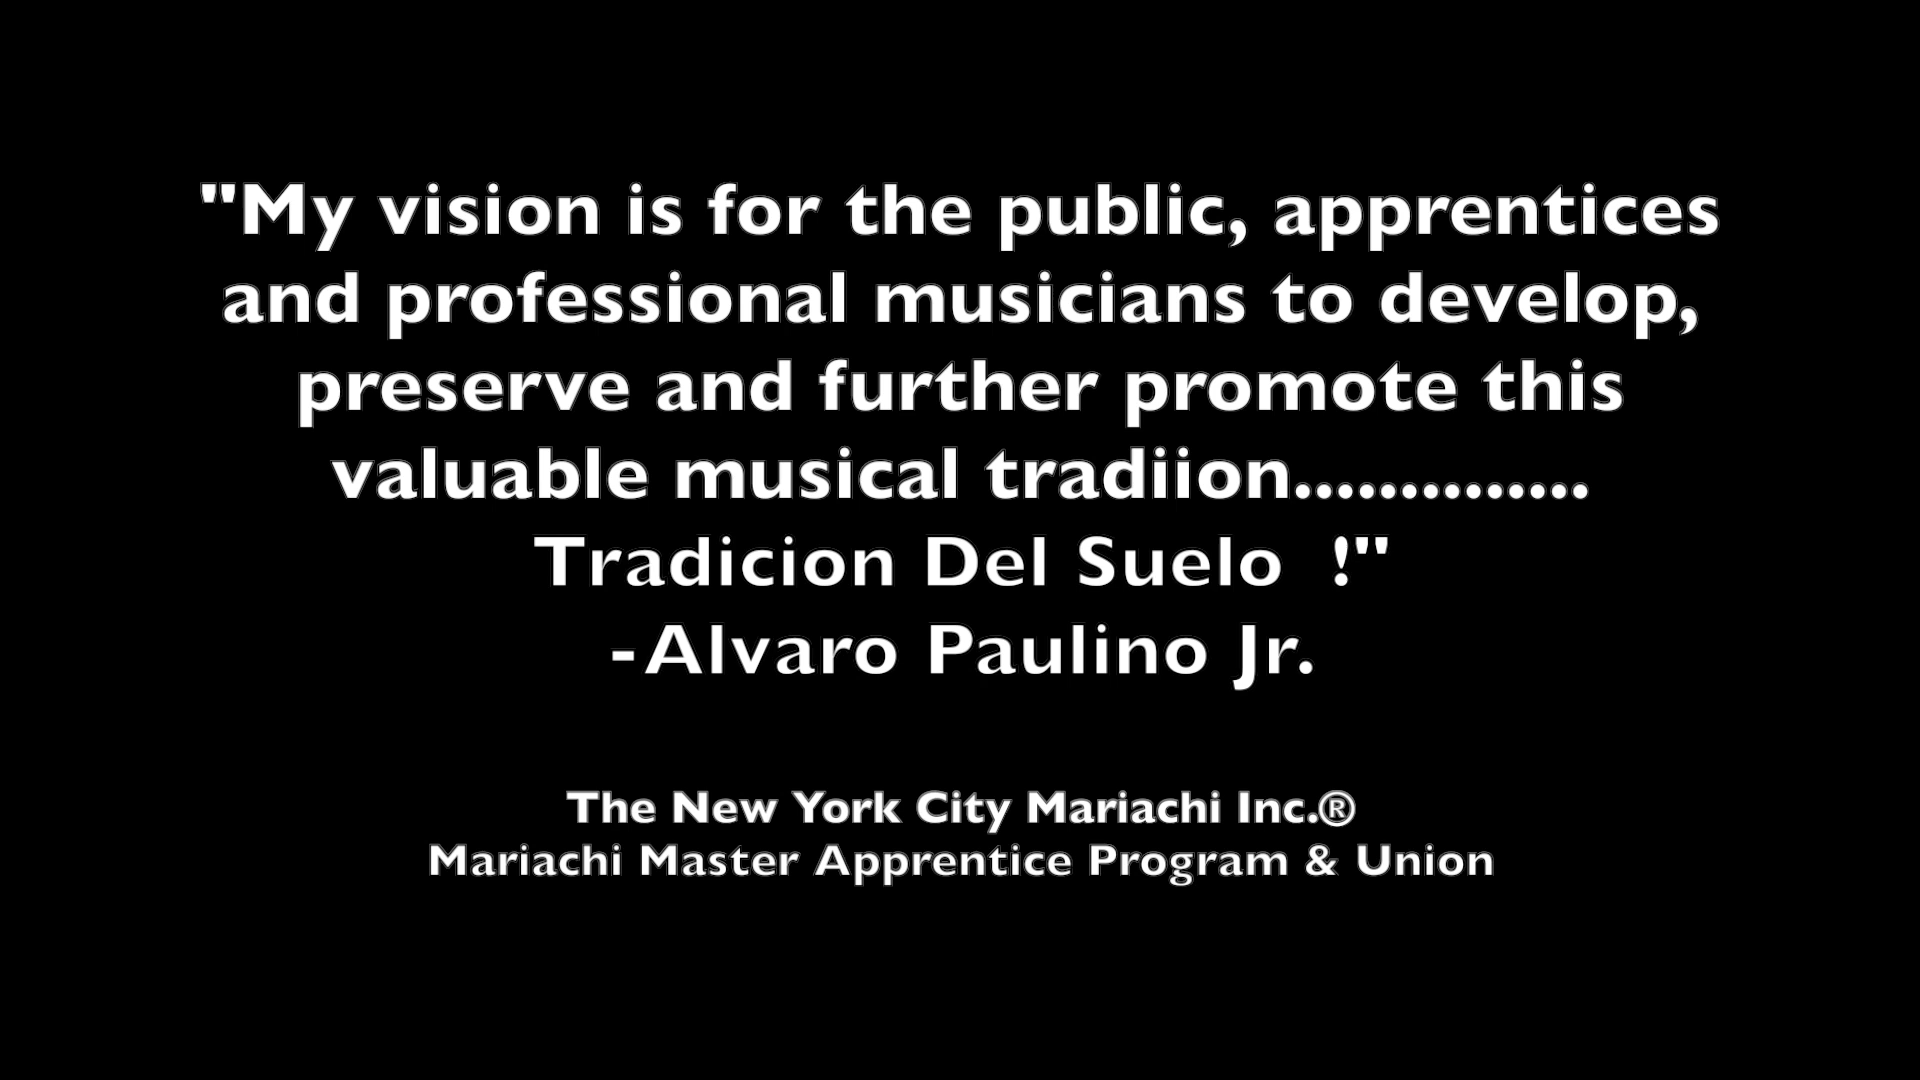 "My vision is for the public, apprentices
and professional musicians to develop,
preserve and further promote this
valuable musical tradiion..............
Tradicion Del Suelo  !"
-Alvaro Paulino Jr.
The New York City Mariachi Inc.®
Mariachi Master Apprentice Program & Union